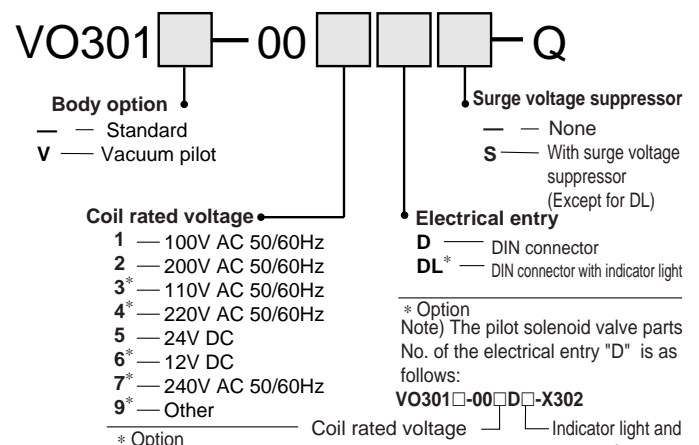 VO301□—00□□□—Q
Body option
— — Standard
V — Vacuum pilot
Surge voltage suppressor
— — None
S — With surge voltage
suppressor
(Except for DL)
Coil rated voltage
1 — 100V AC 50/60Hz
2 — 200V AC 50/60Hz
3* — 110V AC 50/60Hz
4* — 220V AC 50/60Hz
5 — 24V DC
6* — 12V DC
7* — 240V AC 50/60Hz
9* — Other
* Option
Electrical entry
D — DIN connector
DL* — DIN connector with indicator light
* Option
Note) The pilot solenoid valve parts
No. of the electrical entry "D" is as
follows:
VO301□-00□D□-X302
Coil rated voltage
Indicator light and